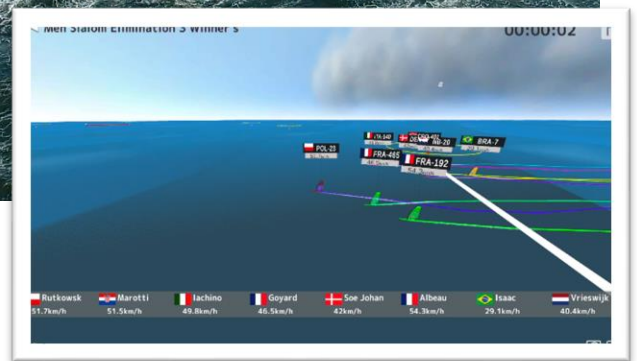 Men Slalom Elimination 3 Winner's
00:00:02
ITA-140
BRA-7
POL-23
FRA-465
FRA-192
Rutkowsk Marotti Iachino Goyard Soe Johan Albeau Isaac Vrieswijk
51.7km/h 51.5km/h 49.8km/h 46.5km/h 42km/h 54.3km/h 29.1km/h 40.4km/h